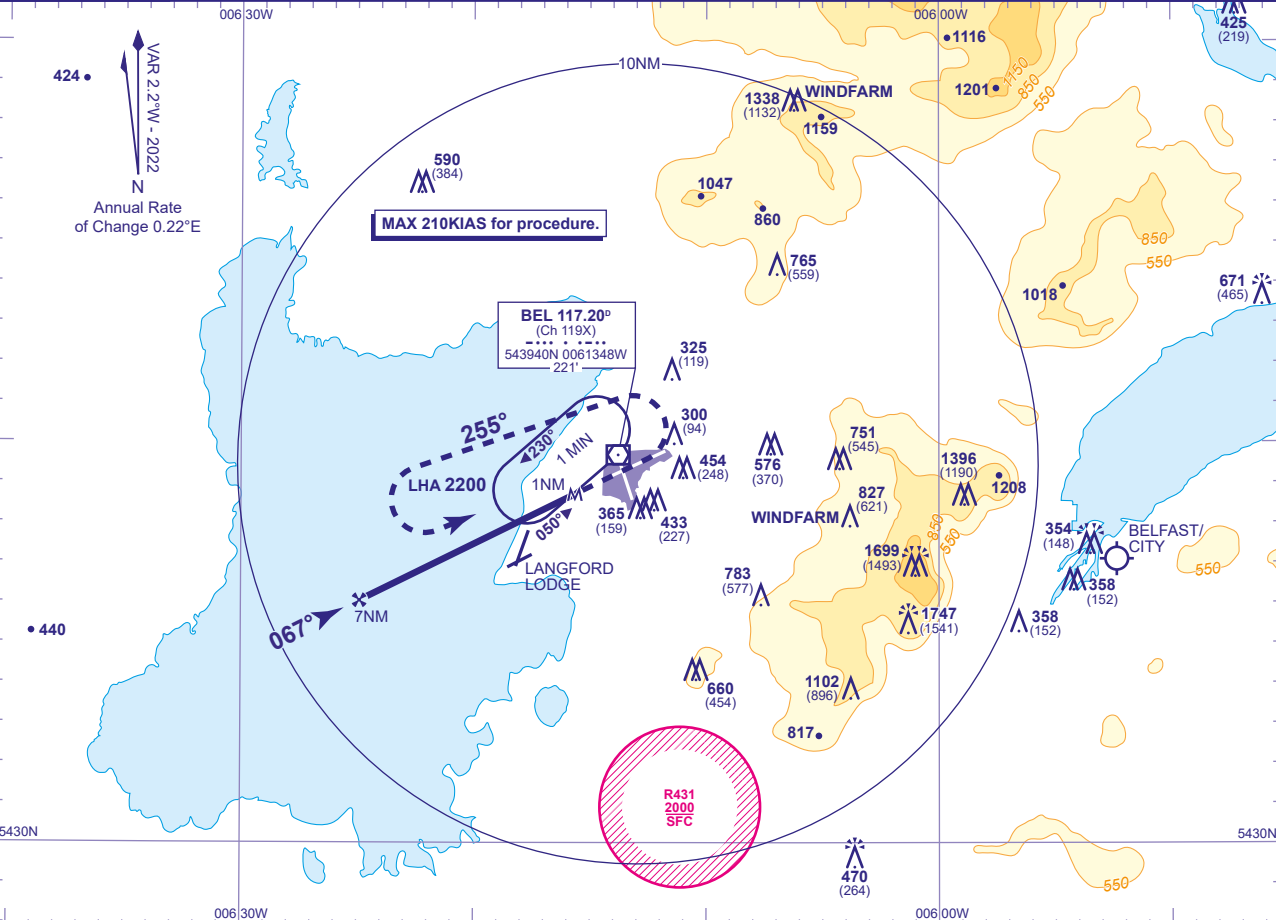 006 30W
006 00W
425
(219)
1116
VAR 2.2°W - 2022
424
10NM
1150
850
550
1201
1338
(1132)
WINDFARM
1159
590
(384)
N
Annual Rate
of Change 0.22°E
1047
860
MAX 210KIAS for procedure.
850
550
765
(559)
1018
671
(465)
BEL 117.20ᴰ
(Ch 119X)
543940N 0061348W
221'
325
(119)
300
(94)
255°
230°
1 MIN
751
(545)
454
(248)
576
(370)
1396
(1190)
1208
LHA 2200
1NM
827
(621)
WINDFARM
365
(159)
433
(227)
050°
850
550
354
(148)
BELFAST/
CITY
1699
(1493)
LANGFORD
LODGE
550
783
(577)
358
(152)
067°
7NM
1747
(1541)
358
(152)
440
660
(454)
1102
(896)
817
R431
2000
SFC
5430N
5430N
470
(264)
550
006 30W
006 00W